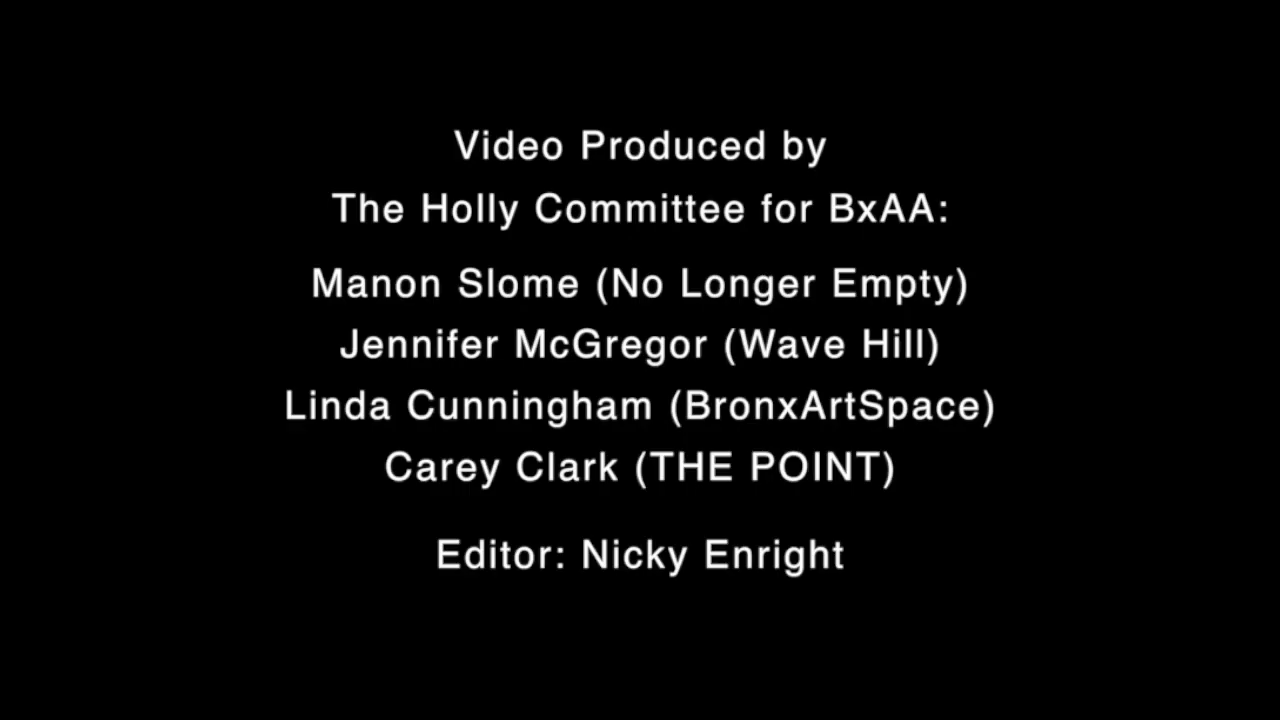 Video Produced by
The Holly Committee for BxAA:
Manon Slome (No Longer Empty)
Jennifer McGregor (Wave Hill)
Linda Cunningham (BronxArtSpace)
Carey Clark (THE POINT)
Editor: Nicky Enright